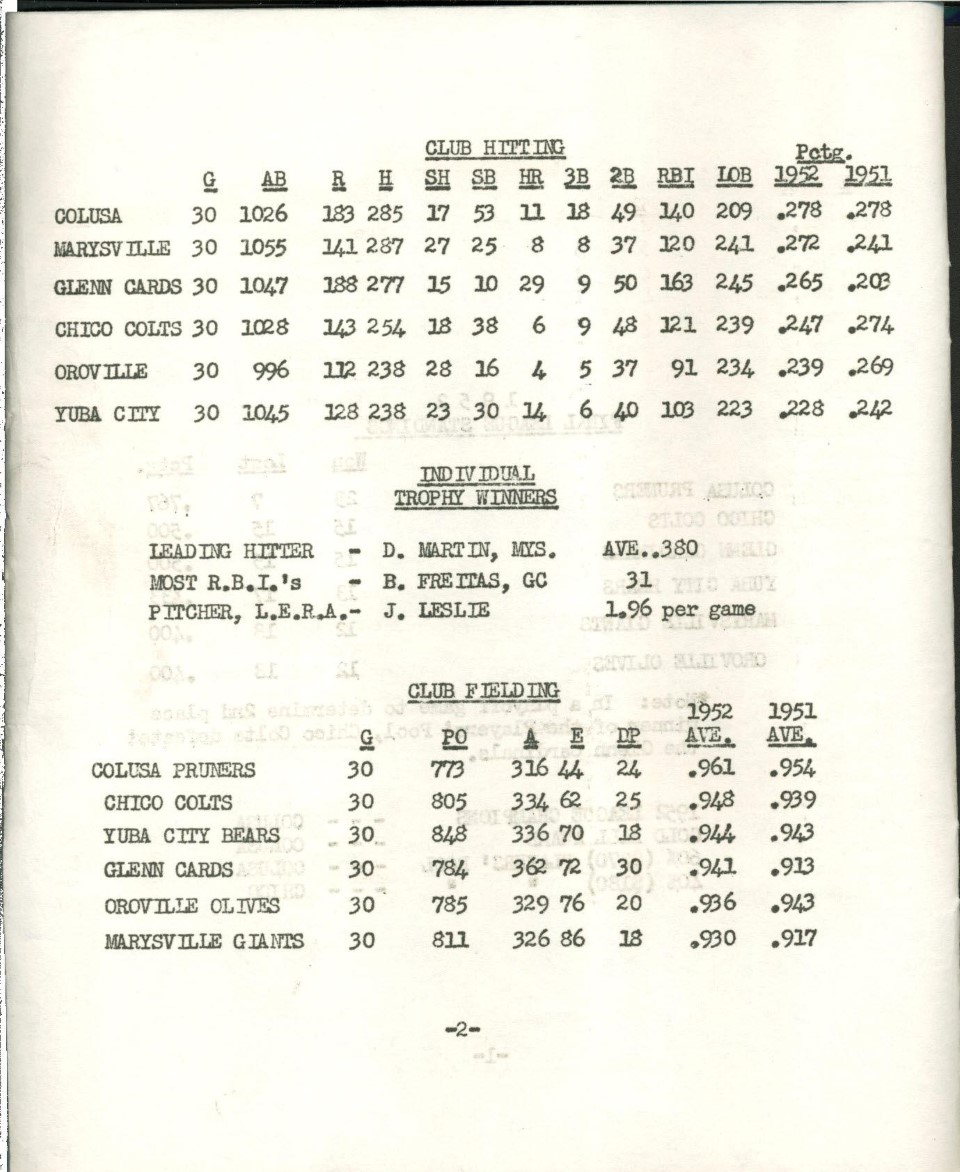 CLUB HITTING Pctg.
G AB R H SH SB HR 3B 2B RBI LOB 1952 1951
COLUSA 30 1026 183 285 17 53 11 18 49 140 209 .278 .278
MARYSVILLE 30 1055 141 287 27 25 8 8 37 120 241 .272 .241
GLENN CARDS 30 1047 188 277 15 10 29 9 50 163 245 .265 .203
CHICO COLTS 30 1028 143 254 18 38 6 9 48 121 239 .247 .274
OROVILLE 30 996 112 238 28 16 4 5 37 91 234 .239 .269
YUBA CITY 30 1045 128 238 23 30 14 6 40 103 223 .228 .242
INDIVIDUAL
TROPHY WINNERS
LEADING HITTER - D. MARTIN, MYS. AVE..380
MOST R.B.I.'s - B. FREITAS, GC 31
PITCHER, L.E.R.A.- J. LESLIE 1.96 per game
CLUB FIELDING
1952 1951
G PO A E DP AVE. AVE.
COLUSA PRUNERS 30 773 316 44 24 .961 .954
CHICO COLTS 30 805 334 62 25 .948 .939
YUBA CITY BEARS 30 848 336 70 18 .944 .943
GLENN CARDS 30 784 362 72 30 .941 .913
OROVILLE OLIVES 30 785 329 76 20 .936 .943
MARYSVILLE GIANTS 30 811 326 86 18 .930 .917
-2-